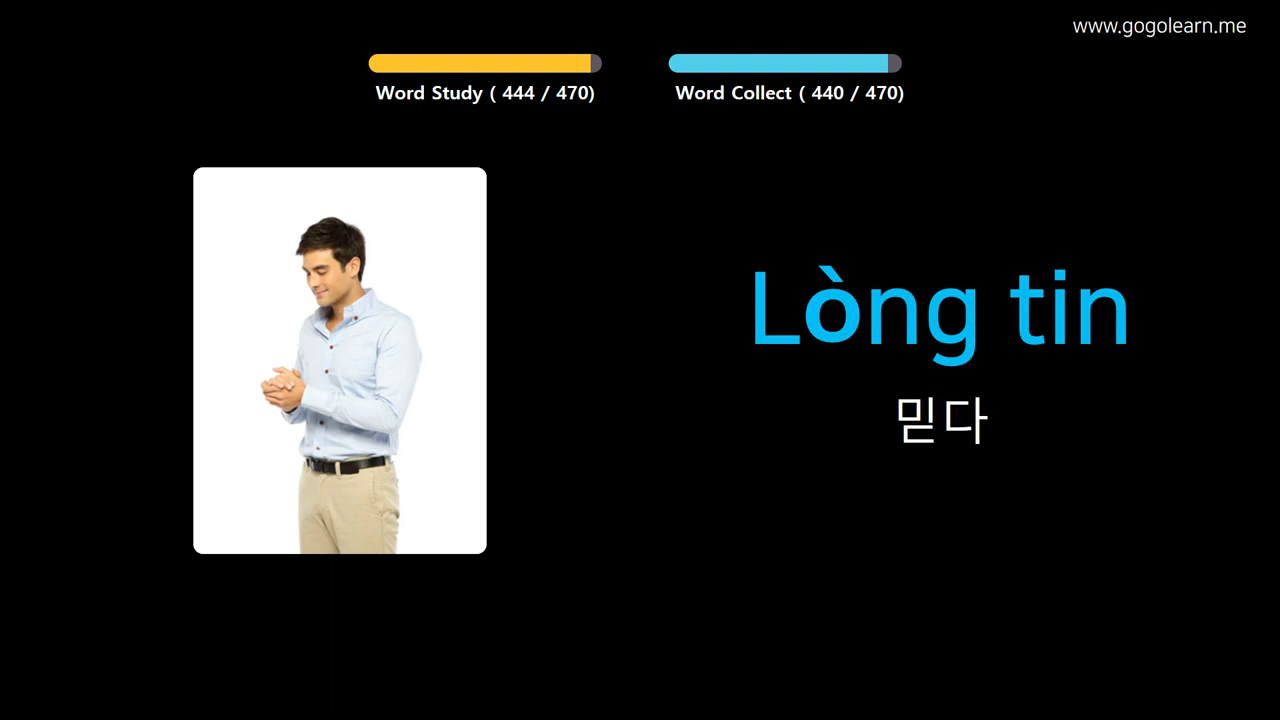 www.gogolearn.me
Word Study ( 444 / 470)
Word Collect ( 440 / 470)
Lòng tin
믿다